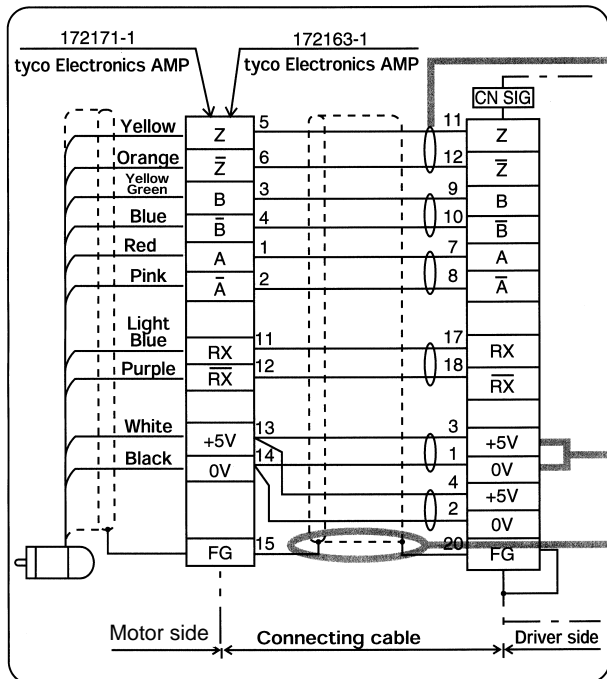 172171-1 172163-1
tyco Electronics AMP tyco Electronics AMP
CN SIG
Yellow Z 5 11 Z
Orange Z̅ 6 12 Z̅
Yellow Green B 3 9 B
Blue B̅ 4 10 B̅
Red A 1 7 A
Pink A̅ 2 8 A̅
Light Blue RX 11 17 RX
Purple R̅X̅ 12 18 R̅X̅
White +5V 13 3 +5V
Black 0V 14 1 0V
4 +5V
2 0V
FG 15 20 FG
Motor side Connecting cable Driver side